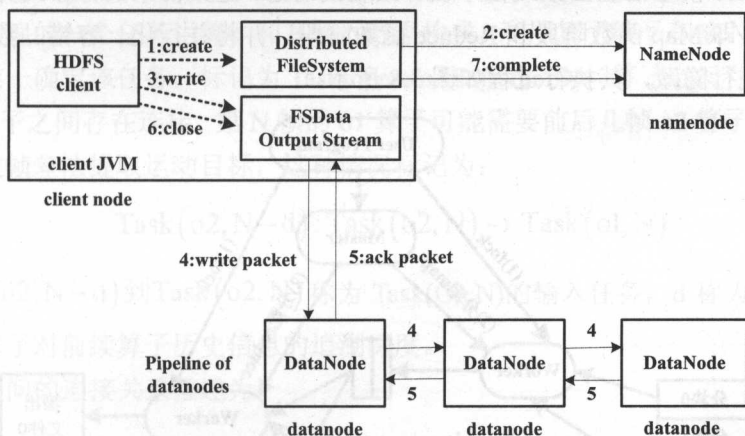 1:create
2:create
HDFS
client
Distributed
FileSystem
NameNode
3:write
7:complete
namenode
FSData
Output Stream
6:close
client JVM
client node
4:write packet
5:ack packet
4
4
Pipeline of
datanodes
DataNode
DataNode
DataNode
5
5
datanode
datanode
datanode